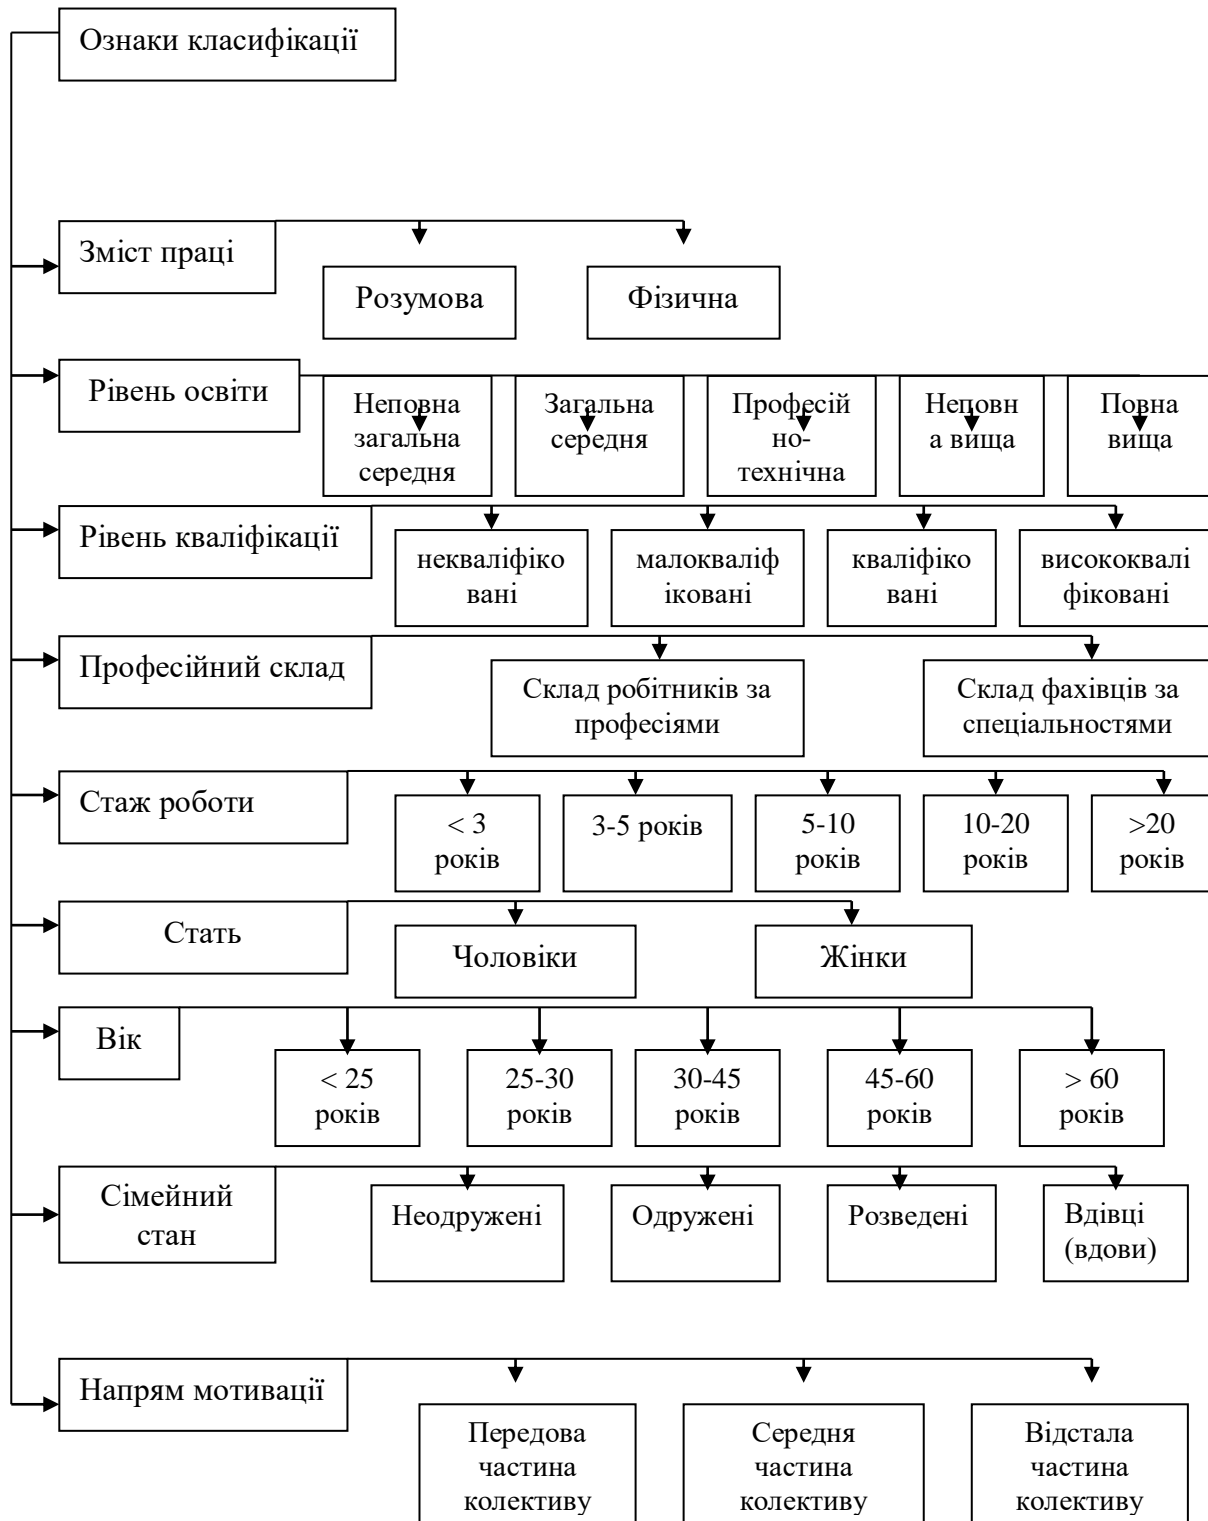 Ознаки класифікації
Зміст праці
Розумова
Фізична
Рівень освіти
Неповна
загальна
середня
Загальна
середня
Професій
но-
технічна
Неповн
а вища
Повна
вища
Рівень кваліфікації
некваліфіко
вані
малокваліф
іковані
кваліфіко
вані
висококвалі
фіковані
Професійний склад
Склад робітників за
професіями
Склад фахівців за
спеціальностями
Стаж роботи
< 3
років
3-5 років
5-10
років
10-20
років
>20
років
Стать
Чоловіки
Жінки
Вік
< 25
років
25-30
років
30-45
років
45-60
років
> 60
років
Сімейний
стан
Неодружені
Одружені
Розведені
Вдівці
(вдови)
Напрям мотивації
Передова
частина
колективу
Середня
частина
колективу
Відстала
частина
колективу